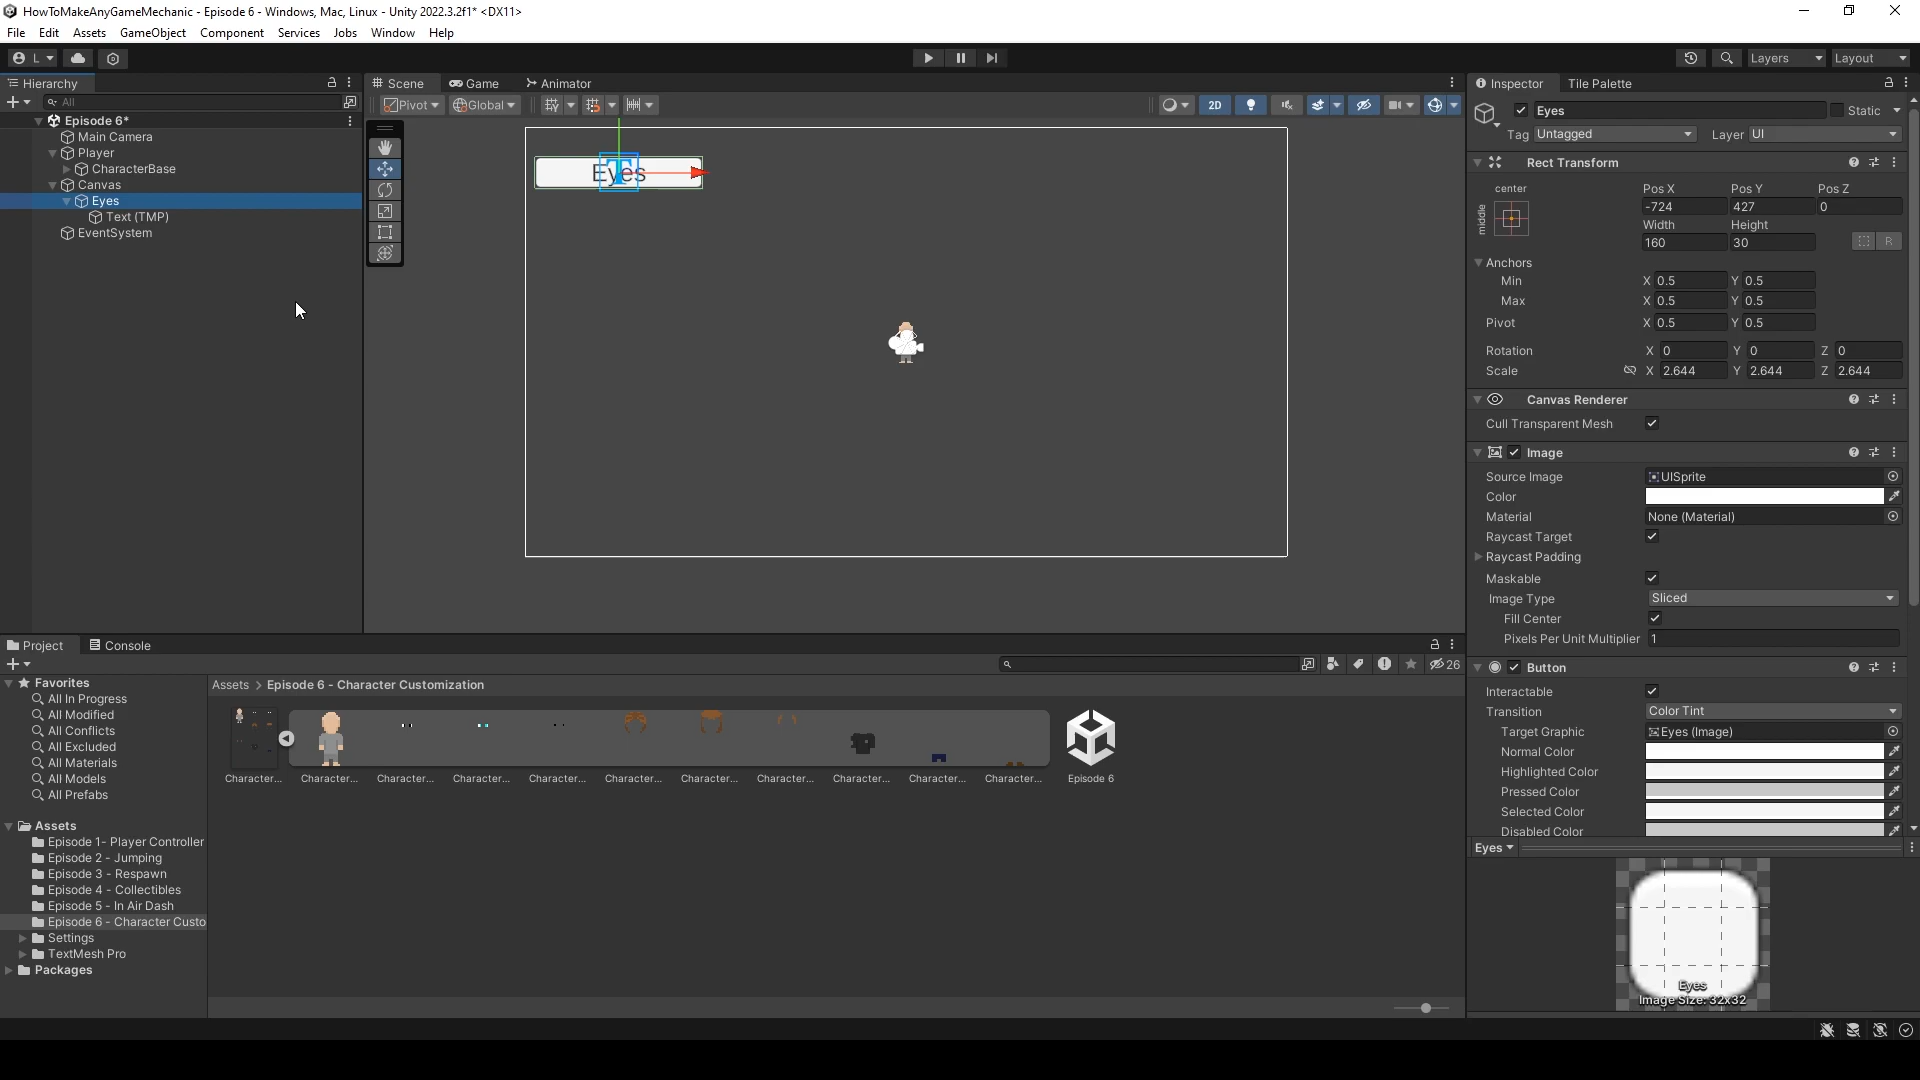 HowToMakeAnyGameMechanic - Episode 6 - Windows, Mac, Linux - Unity 2022.3.2f1* <DX11>
File Edit Assets GameObject Component Services Jobs Window Help
L Layers Layout
Hierarchy Scene Game Animator Inspector Tile Palette
All Pivot Global 2D Eyes Static
Tag Untagged Layer UI
Episode 6*
Main Camera
Player
CharacterBase
Canvas
Eyes
Text (TMP)
EventSystem
Eyes
Rect Transform
center Pos X Pos Y Pos Z
middle -724 427 0
Width Height
160 30 R
Anchors
Min X 0.5 Y 0.5
Max X 0.5 Y 0.5
Pivot X 0.5 Y 0.5
Rotation X 0 Y 0 Z 0
Scale X 2.644 Y 2.644 Z 2.644
Canvas Renderer
Cull Transparent Mesh
Image
Source Image UISprite
Color
Material None (Material)
Raycast Target
Raycast Padding
Maskable
Image Type Sliced
Fill Center
Pixels Per Unit Multiplier 1
Button
Interactable
Transition Color Tint
Target Graphic Eyes (Image)
Normal Color
Highlighted Color
Pressed Color
Selected Color
Disabled Color
Eyes
Eyes
Image Size: 32x32
Project Console
26
Favorites
All In Progress
All Modified
All Conflicts
All Excluded
All Materials
All Models
All Prefabs
Assets
Episode 1- Player Controller
Episode 2 - Jumping
Episode 3 - Respawn
Episode 4 - Collectibles
Episode 5 - In Air Dash
Episode 6 - Character Custo
Settings
TextMesh Pro
Packages
Assets > Episode 6 - Character Customization
Character... Character... Character... Character... Character... Character... Character... Character... Character... Character... Character... Episode 6